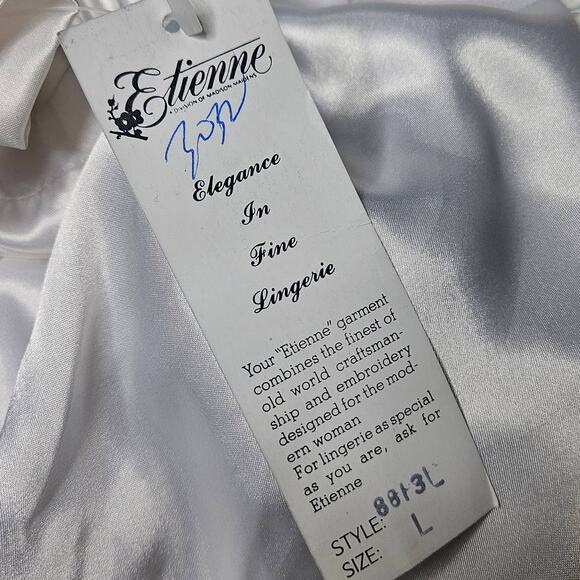 Etienne
A DIVISION OF MADISON MAIDENS
Elegance
In
Fine
Lingerie
Your "Etienne" garment
combines the finest of
old world craftsman-
ship and embroidery
designed for the mod-
ern woman
For lingerie as special
as you are, ask for
Etienne
STYLE: 8813L
SIZE: L